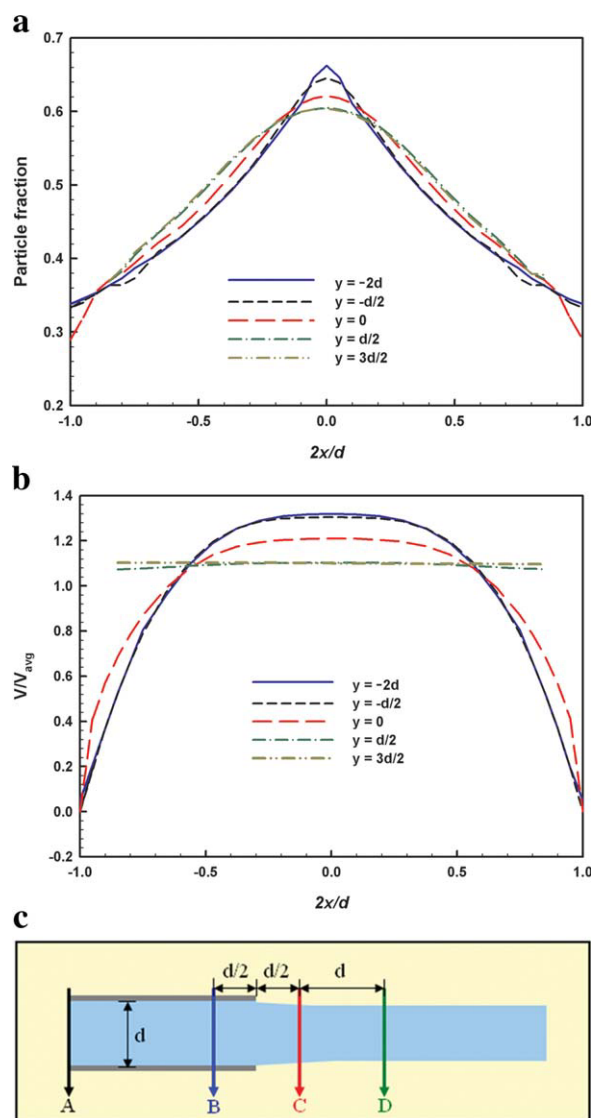 a
0.7
0.6
0.5
0.4
0.3
0.2
Particle fraction
y = −2d
y = -d/2
y = 0
y = d/2
y = 3d/2
-1.0 -0.5 0.0 0.5 1.0
2x/d
b
1.4
1.2
1.0
0.8
0.6
0.4
0.2
0.0
-0.2
V/Vavg
y = −2d
y = -d/2
y = 0
y = d/2
y = 3d/2
-1.0 -0.5 0.0 0.5 1.0
2x/d
c
d/2 d/2 d
d
A B C D